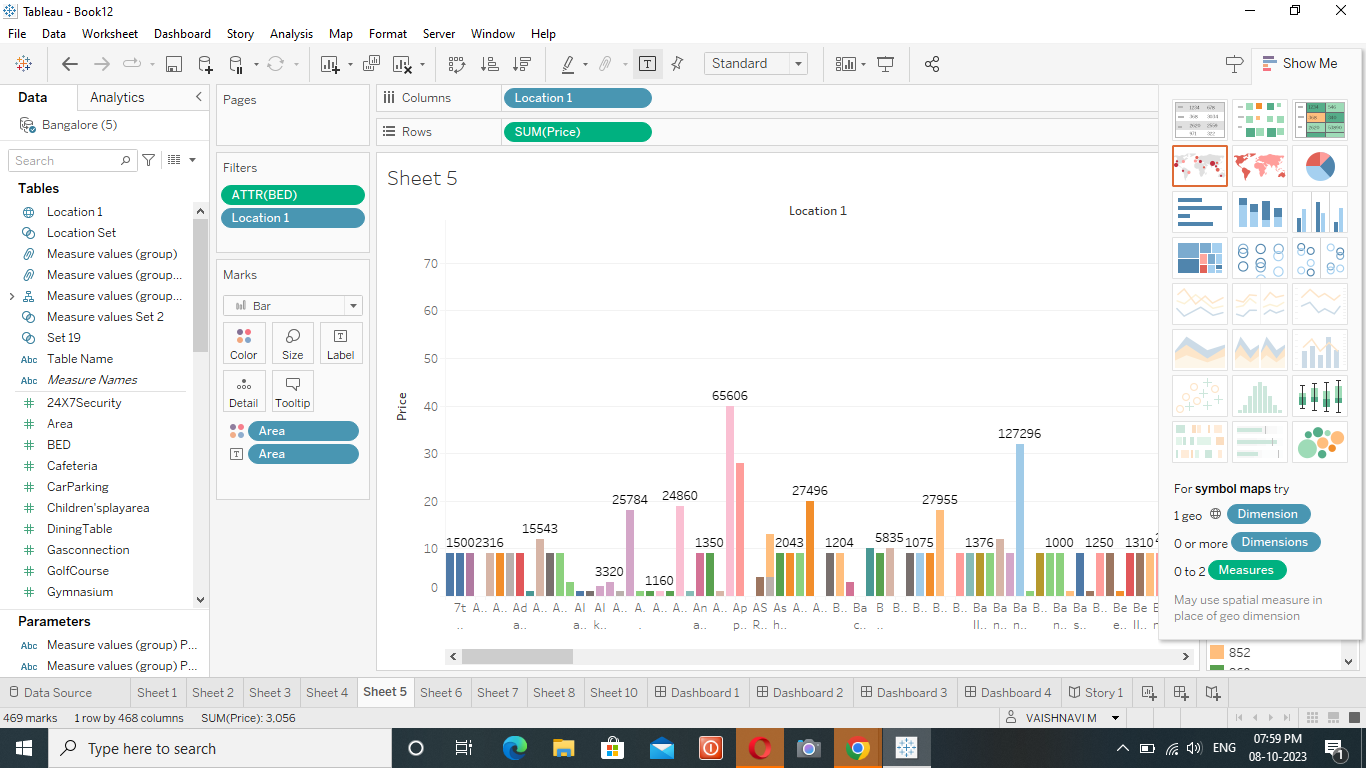 Tableau - Book12
File Data Worksheet Dashboard Story Analysis Map Format Server Window Help
Standard
Show Me
Data Analytics
Bangalore (5)
Search
Tables
Location 1
Location Set
Measure values (group)
Measure values (group...
Measure values (group...
Measure values Set 2
Set 19
Abc Table Name
Abc Measure Names
24X7Security
Area
BED
Cafeteria
CarParking
Children'splayarea
DiningTable
Gasconnection
GolfCourse
Gymnasium
Parameters
Abc Measure values (group) P...
Abc Measure values (group) P...
Pages
Filters
ATTR(BED)
Location 1
Marks
Bar
Color Size Label
Detail Tooltip
Area
Area
Columns Location 1
Rows SUM(Price)
Sheet 5
Location 1
Price
70
60
50
40
30
20
10
0
65606
127296
25784 24860 27496 27955
15543
1500 2316 3320 1160 1350 2043 1204 5835 1075 1376 1000 1250 1310
7t.. A.. Ad a.. A.. A.. Al a.. Al k.. A.. A.. A.. An a.. A.. Ap p.. AS R.. As h.. A.. B.. Ba c.. B.. B.. B.. B.. Ba ll.. Ba n.. Ba n.. B.. Ba n.. Ba s.. B.. Be e.. Be ll..
For symbol maps try
1 geo Dimension
0 or more Dimensions
0 to 2 Measures
May use spatial measure in
place of geo dimension
852
Data Source Sheet 1 Sheet 2 Sheet 3 Sheet 4 Sheet 5 Sheet 6 Sheet 7 Sheet 8 Sheet 10 Dashboard 1 Dashboard 2 Dashboard 3 Dashboard 4 Story 1
469 marks 1 row by 468 columns SUM(Price): 3,056 VAISHNAVI M
Type here to search
ENG
07:59 PM
08-10-2023
1